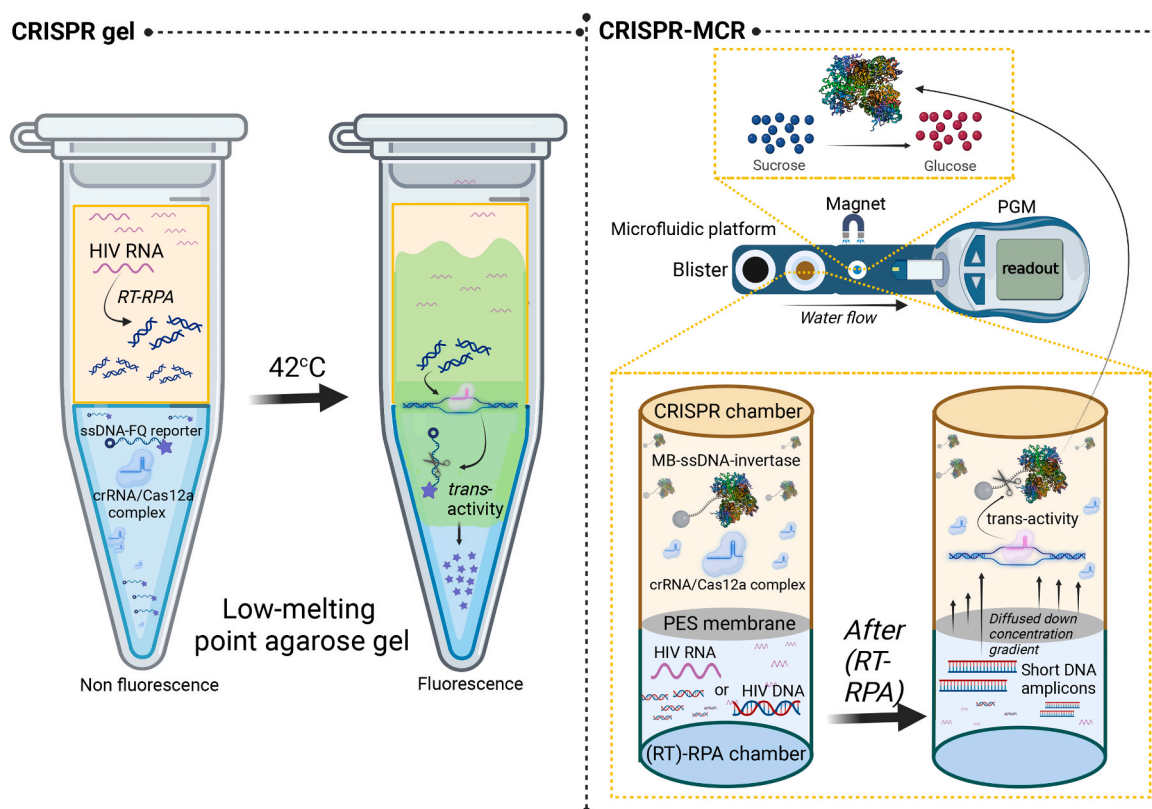 CRISPR gel
HIV RNA
RT-RPA
ssDNA-FQ reporter
crRNA/Cas12a
complex
Non fluorescence
42°C
trans-
activity
Fluorescence
Low-melting
point agarose gel
CRISPR-MCR
Sucrose
Glucose
Microfluidic platform
Blister
Magnet
PGM
readout
Water flow
CRISPR chamber
MB-ssDNA-invertase
crRNA/Cas12a complex
PES membrane
HIV RNA
or
HIV DNA
(RT)-RPA chamber
After
(RT-
RPA)
trans-activity
Diffused down
concentration
gradient
Short DNA
amplicons